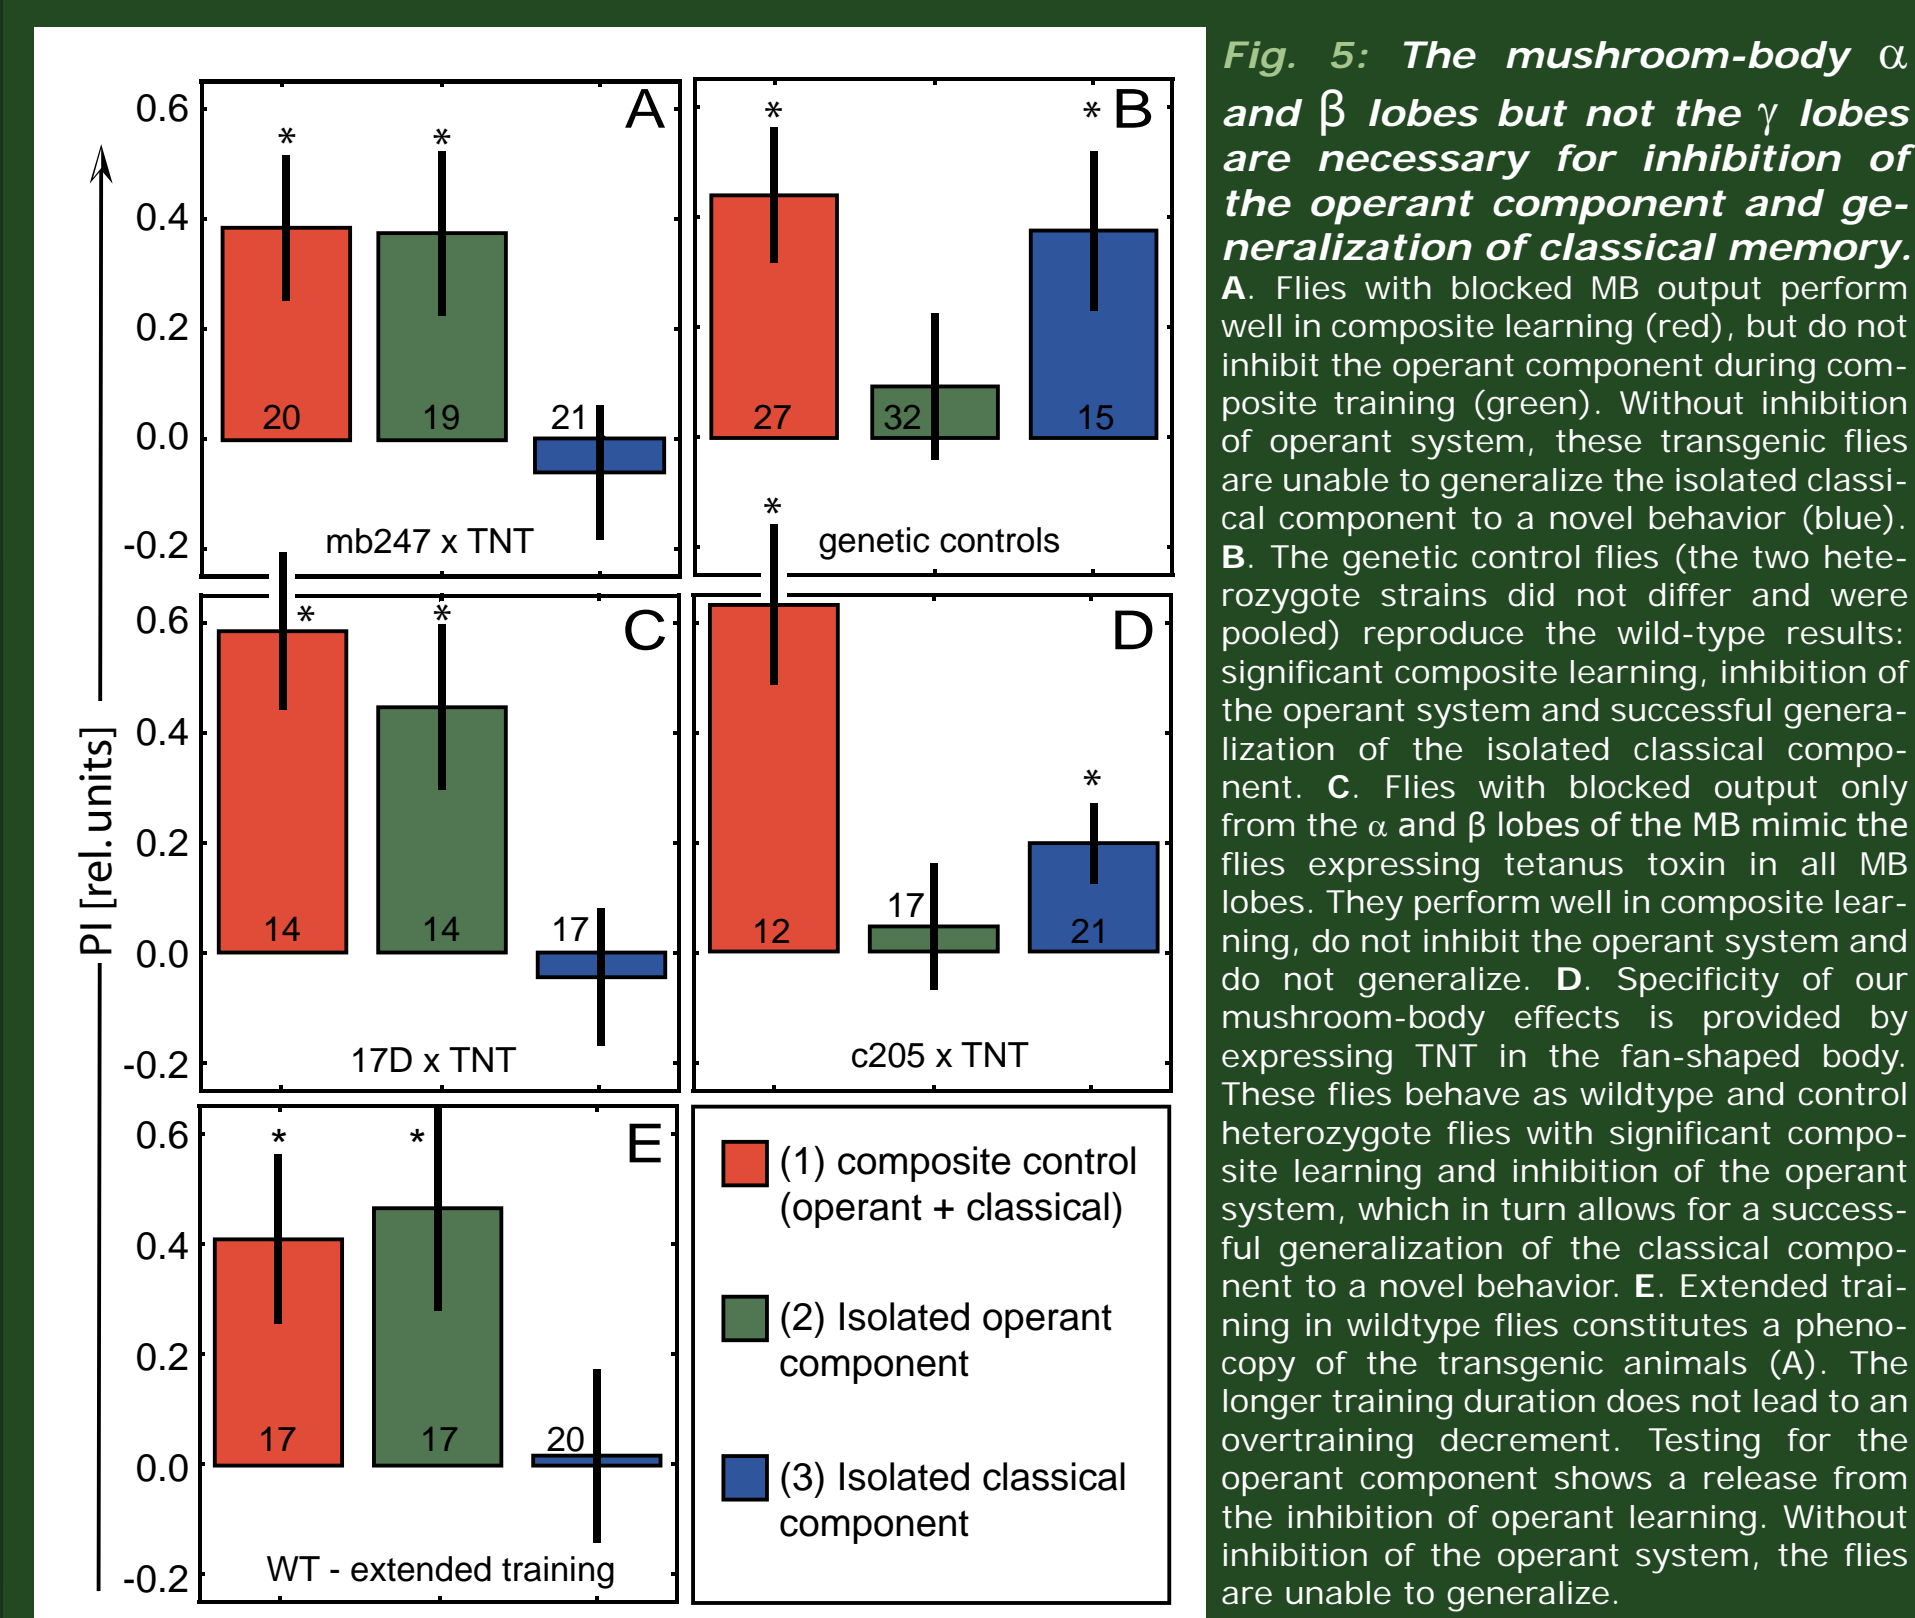 0.6
0.4
0.2
0.0
-0.2
* *
A
20 19 21
mb247 x TNT
* *
B
27 32 15
genetic controls
PI [rel.units]
0.6
0.4
0.2
0.0
-0.2
* *
C
14 14 17
17D x TNT
* *
D
12 17 21
c205 x TNT
0.6
0.4
0.2
0.0
-0.2
* *
E
17 17 20
WT - extended training
(1) composite control
(operant + classical)
(2) Isolated operant
component
(3) Isolated classical
component
Fig. 5: The mushroom-body α
and β lobes but not the γ lobes
are necessary for inhibition of
the operant component and ge-
neralization of classical memory.
A. Flies with blocked MB output perform
well in composite learning (red), but do not
inhibit the operant component during com-
posite training (green). Without inhibition
of operant system, these transgenic flies
are unable to generalize the isolated classi-
cal component to a novel behavior (blue).
B. The genetic control flies (the two hete-
rozygote strains did not differ and were
pooled) reproduce the wild-type results:
significant composite learning, inhibition of
the operant system and successful genera-
lization of the isolated classical compo-
nent. C. Flies with blocked output only
from the α and β lobes of the MB mimic the
flies expressing tetanus toxin in all MB
lobes. They perform well in composite lear-
ning, do not inhibit the operant system and
do not generalize. D. Specificity of our
mushroom-body effects is provided by
expressing TNT in the fan-shaped body.
These flies behave as wildtype and control
heterozygote flies with significant compo-
site learning and inhibition of the operant
system, which in turn allows for a success-
ful generalization of the classical compo-
nent to a novel behavior. E. Extended trai-
ning in wildtype flies constitutes a pheno-
copy of the transgenic animals (A). The
longer training duration does not lead to an
overtraining decrement. Testing for the
operant component shows a release from
the inhibition of operant learning. Without
inhibition of the operant system, the flies
are unable to generalize.